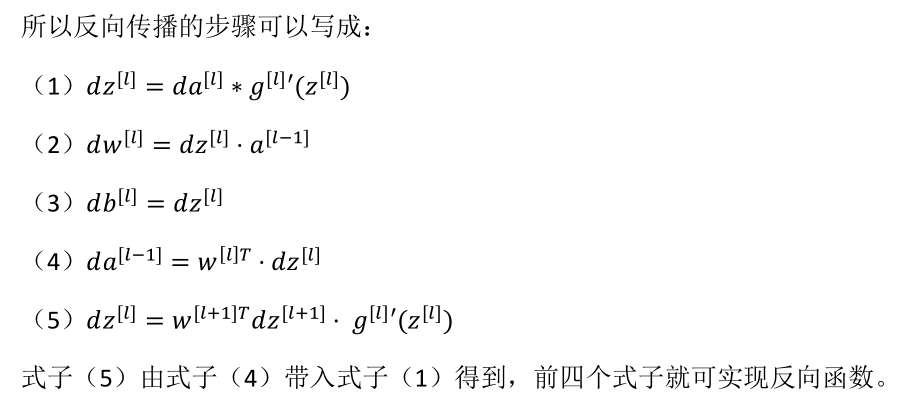 所以反向传播的步骤可以写成：
（1）$dz^{[l]} = da^{[l]} * g^{[l]\prime}(z^{[l]})$
（2）$dw^{[l]} = dz^{[l]} \cdot a^{[l-1]}$
（3）$db^{[l]} = dz^{[l]}$
（4）$da^{[l-1]} = w^{[l]T} \cdot dz^{[l]}$
（5）$dz^{[l]} = w^{[l+1]T} dz^{[l+1]} \cdot g^{[l]\prime}(z^{[l]})$
式子（5）由式子（4）带入式子（1）得到，前四个式子就可实现反向函数。